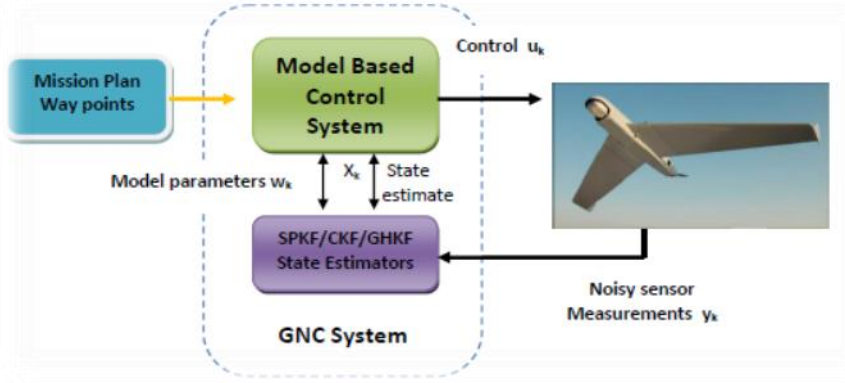 Mission Plan
Way points
Model Based
Control
System
Control uₖ
Model parameters wₖ
Xₖ
State
estimate
SPKF/CKF/GHKF
State Estimators
Noisy sensor
Measurements yₖ
GNC System